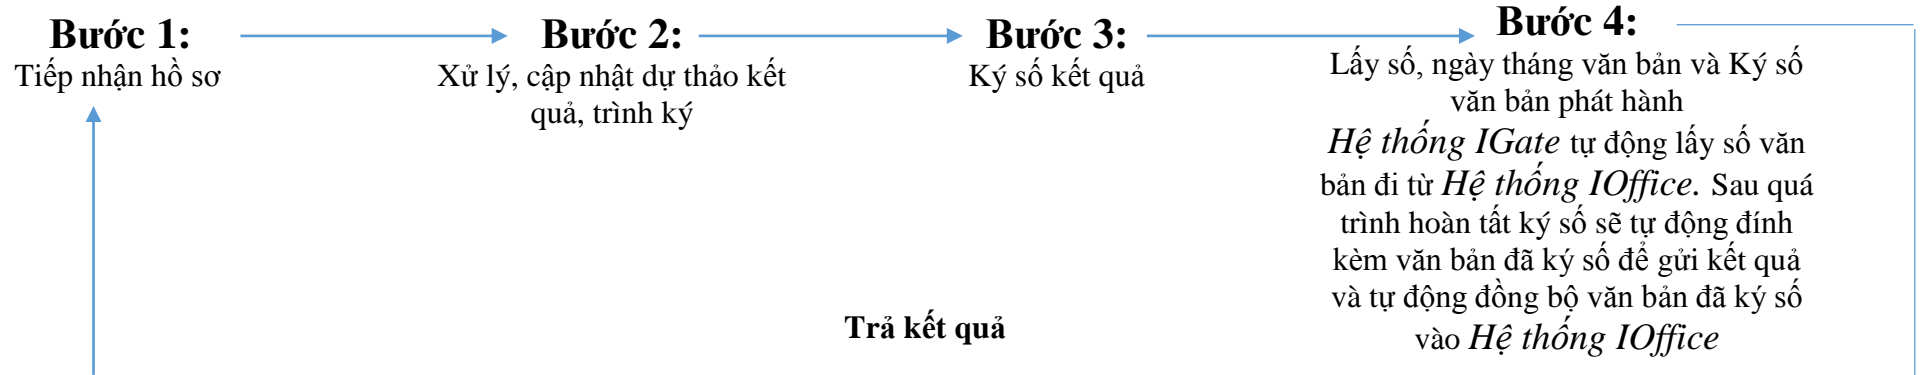 Bước 1:
Tiếp nhận hồ sơ
Bước 2:
Xử lý, cập nhật dự thảo kết
quả, trình ký
Bước 3:
Ký số kết quả
Bước 4:
Lấy số, ngày tháng văn bản và Ký số
văn bản phát hành
Hệ thống IGate tự động lấy số văn
bản đi từ Hệ thống IOffice. Sau quá
trình hoàn tất ký số sẽ tự động đính
kèm văn bản đã ký số để gửi kết quả
và tự động đồng bộ văn bản đã ký số
vào Hệ thống IOffice
Trả kết quả